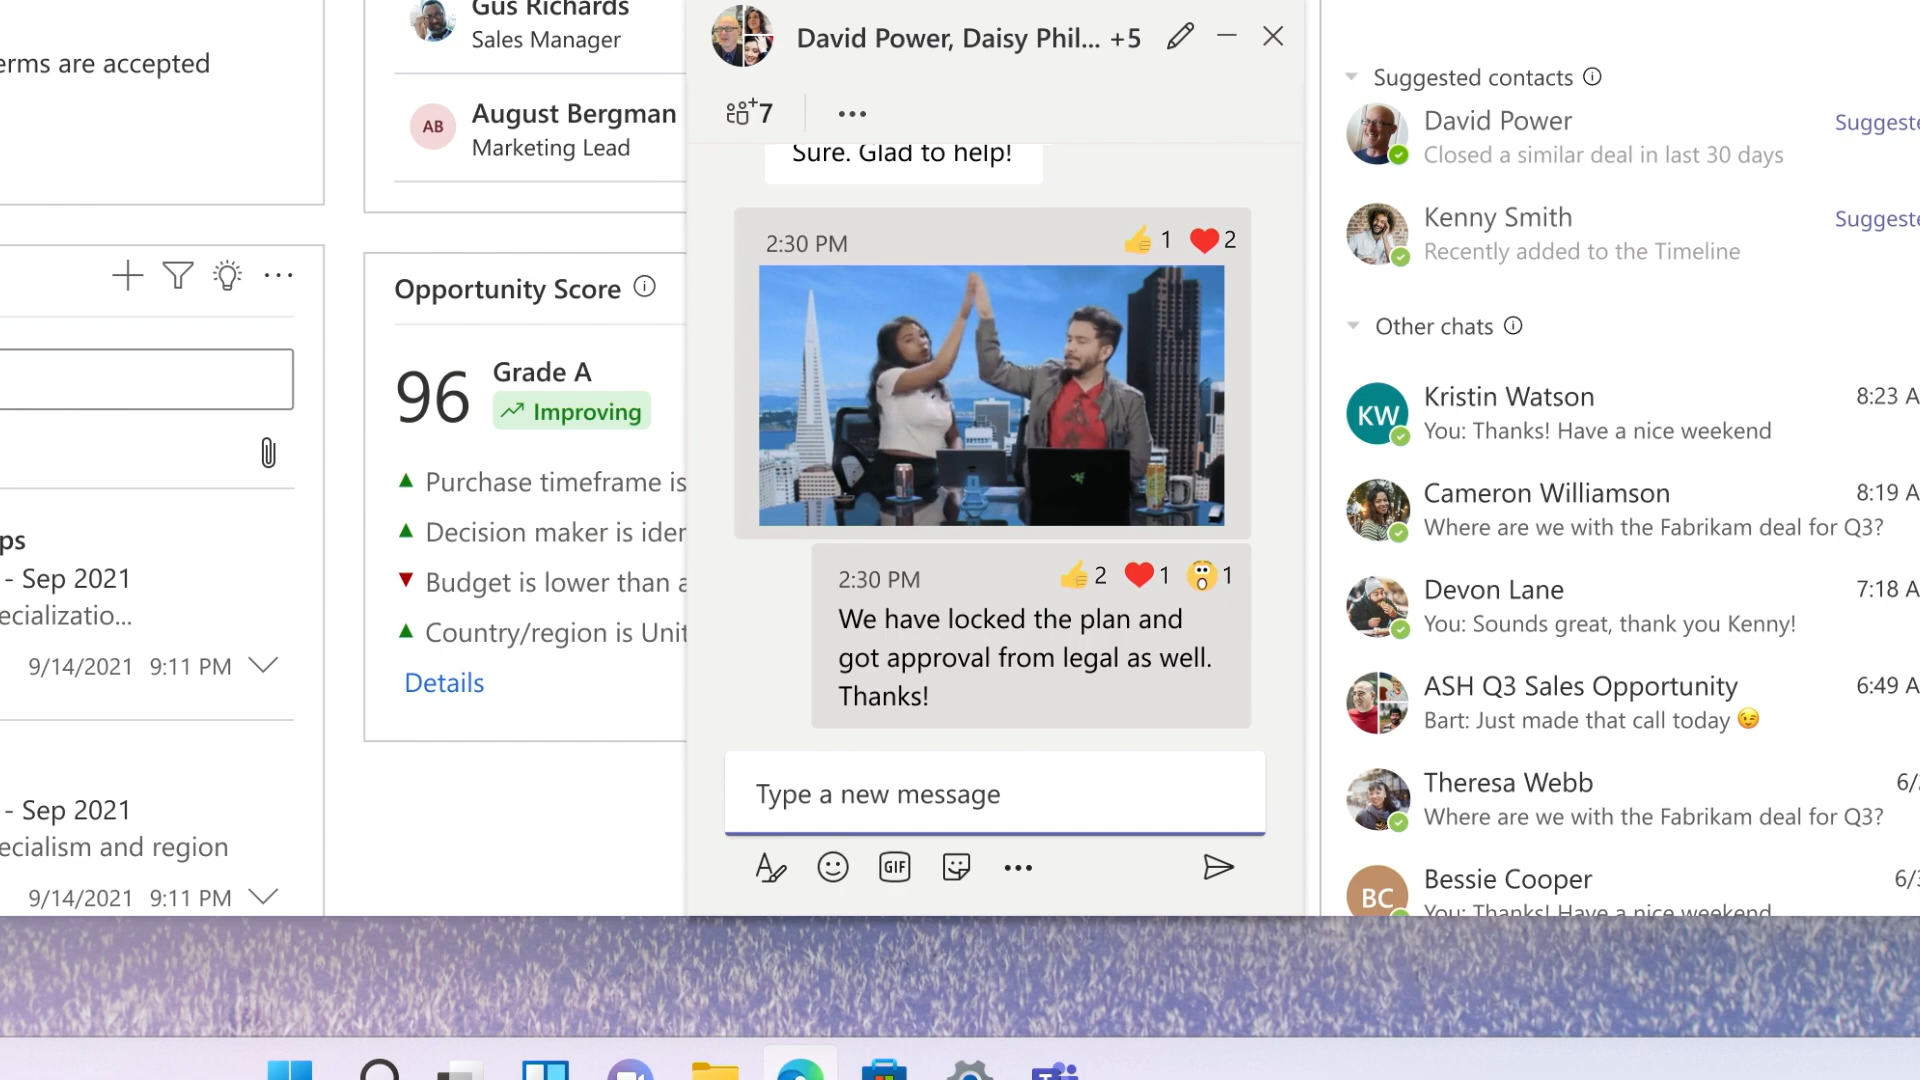 erms are accepted
ps
- Sep 2021
ecializatio...
9/14/2021 9:11 PM
- Sep 2021
ecialism and region
9/14/2021 9:11 PM
Gus Richards
Sales Manager
AB
August Bergman
Marketing Lead
Opportunity Score
96
Grade A
Improving
Purchase timeframe is
Decision maker is iden
Budget is lower than a
Country/region is Unit
Details
David Power, Daisy Phil... +5
7
Sure. Glad to help!
2:30 PM 1 2
2:30 PM 2 1 1
We have locked the plan and
got approval from legal as well.
Thanks!
Type a new message
GIF
Suggested contacts
David Power Suggeste
Closed a similar deal in last 30 days
Kenny Smith Suggeste
Recently added to the Timeline
Other chats
KW
Kristin Watson 8:23 A
You: Thanks! Have a nice weekend
Cameron Williamson 8:19 A
Where are we with the Fabrikam deal for Q3?
Devon Lane 7:18 A
You: Sounds great, thank you Kenny!
ASH Q3 Sales Opportunity 6:49 A
Bart: Just made that call today 😉
Theresa Webb 6/
Where are we with the Fabrikam deal for Q3?
BC
Bessie Cooper 6/3
You: Thanks! Have a nice weekend